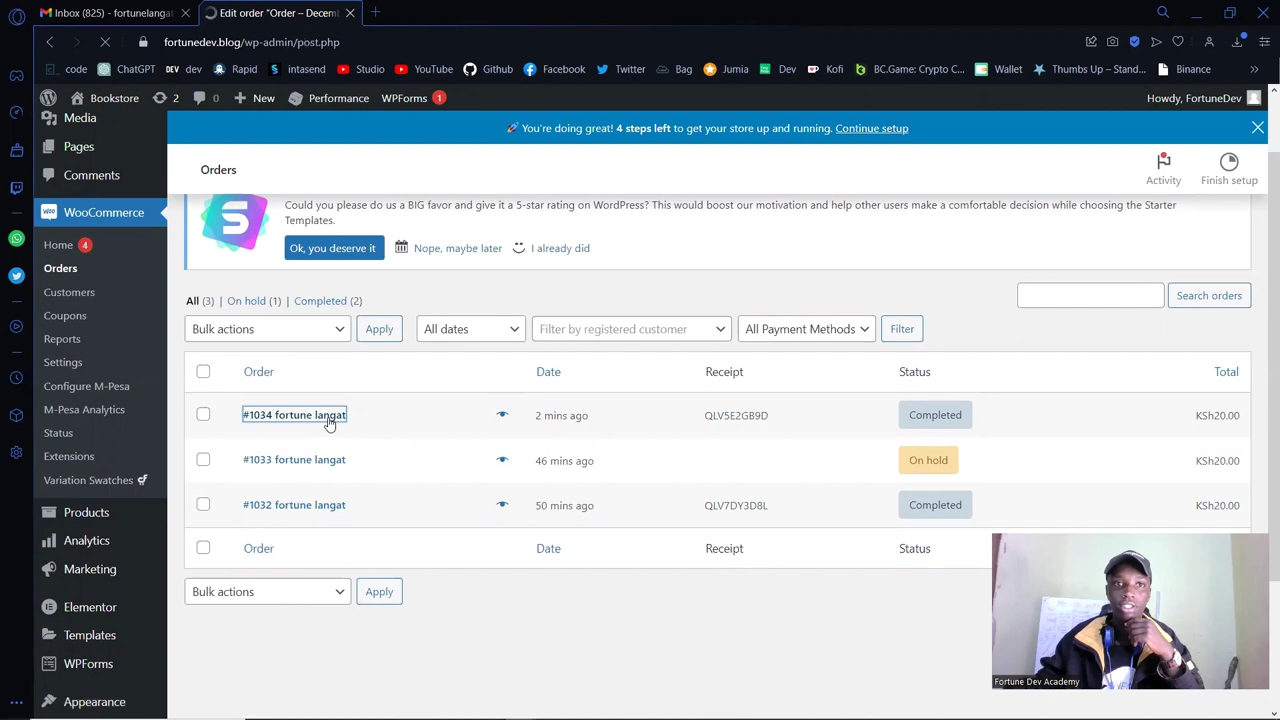 Inbox (825) - fortunelangat
Edit order "Order – Decemb
fortunedev.blog/wp-admin/post.php
code
ChatGPT
DEV dev
Rapid
intasend
Studio
YouTube
Github
Facebook
Twitter
Bag
Jumia
Dev
Kofi
BC.Game: Crypto C...
Wallet
Thumbs Up – Stand...
Binance
Bookstore
2
0
New
Performance
WPForms 1
Howdy, FortuneDev
🚀 You're doing great! 4 steps left to get your store up and running. Continue setup
Media
Pages
Comments
WooCommerce
Home 4
Orders
Customers
Coupons
Reports
Settings
Configure M-Pesa
M-Pesa Analytics
Status
Extensions
Variation Swatches
Products
Analytics
Marketing
Elementor
Templates
WPForms
Appearance
Orders
Activity
Finish setup
Could you please do us a BIG favor and give it a 5-star rating on WordPress? This would boost our motivation and help other users make a comfortable decision while choosing the Starter
Templates.
Ok, you deserve it
Nope, maybe later
I already did
All (3) | On hold (1) | Completed (2)
Search orders
Bulk actions
Apply
All dates
Filter by registered customer
All Payment Methods
Filter
Order Date Receipt Status Total
#1034 fortune langat 2 mins ago QLV5E2GB9D Completed KSh20.00
#1033 fortune langat 46 mins ago On hold KSh20.00
#1032 fortune langat 50 mins ago QLV7DY3D8L Completed KSh20.00
Order Date Receipt Status
Bulk actions
Apply
Fortune Dev Academy